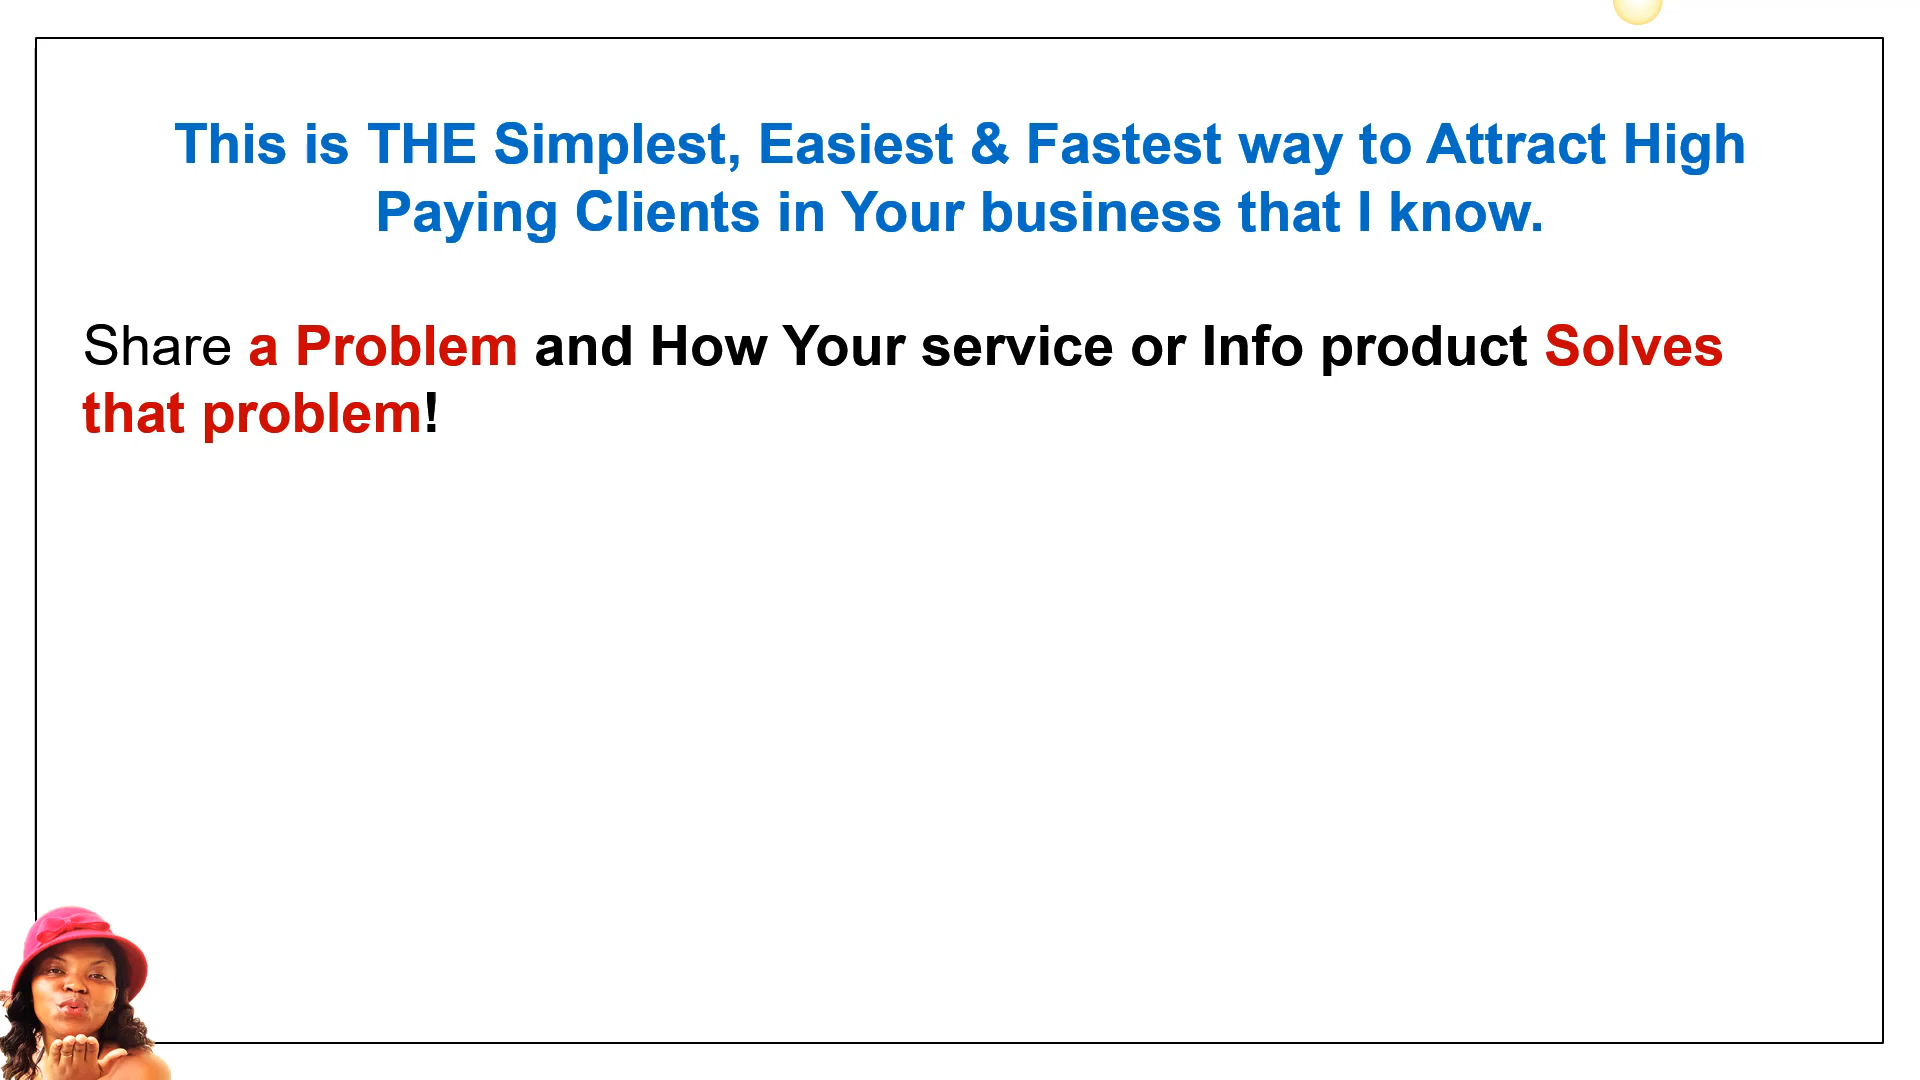 This is THE Simplest, Easiest & Fastest way to Attract High
Paying Clients in Your business that I know.
Share a Problem and How Your service or Info product Solves
that problem!